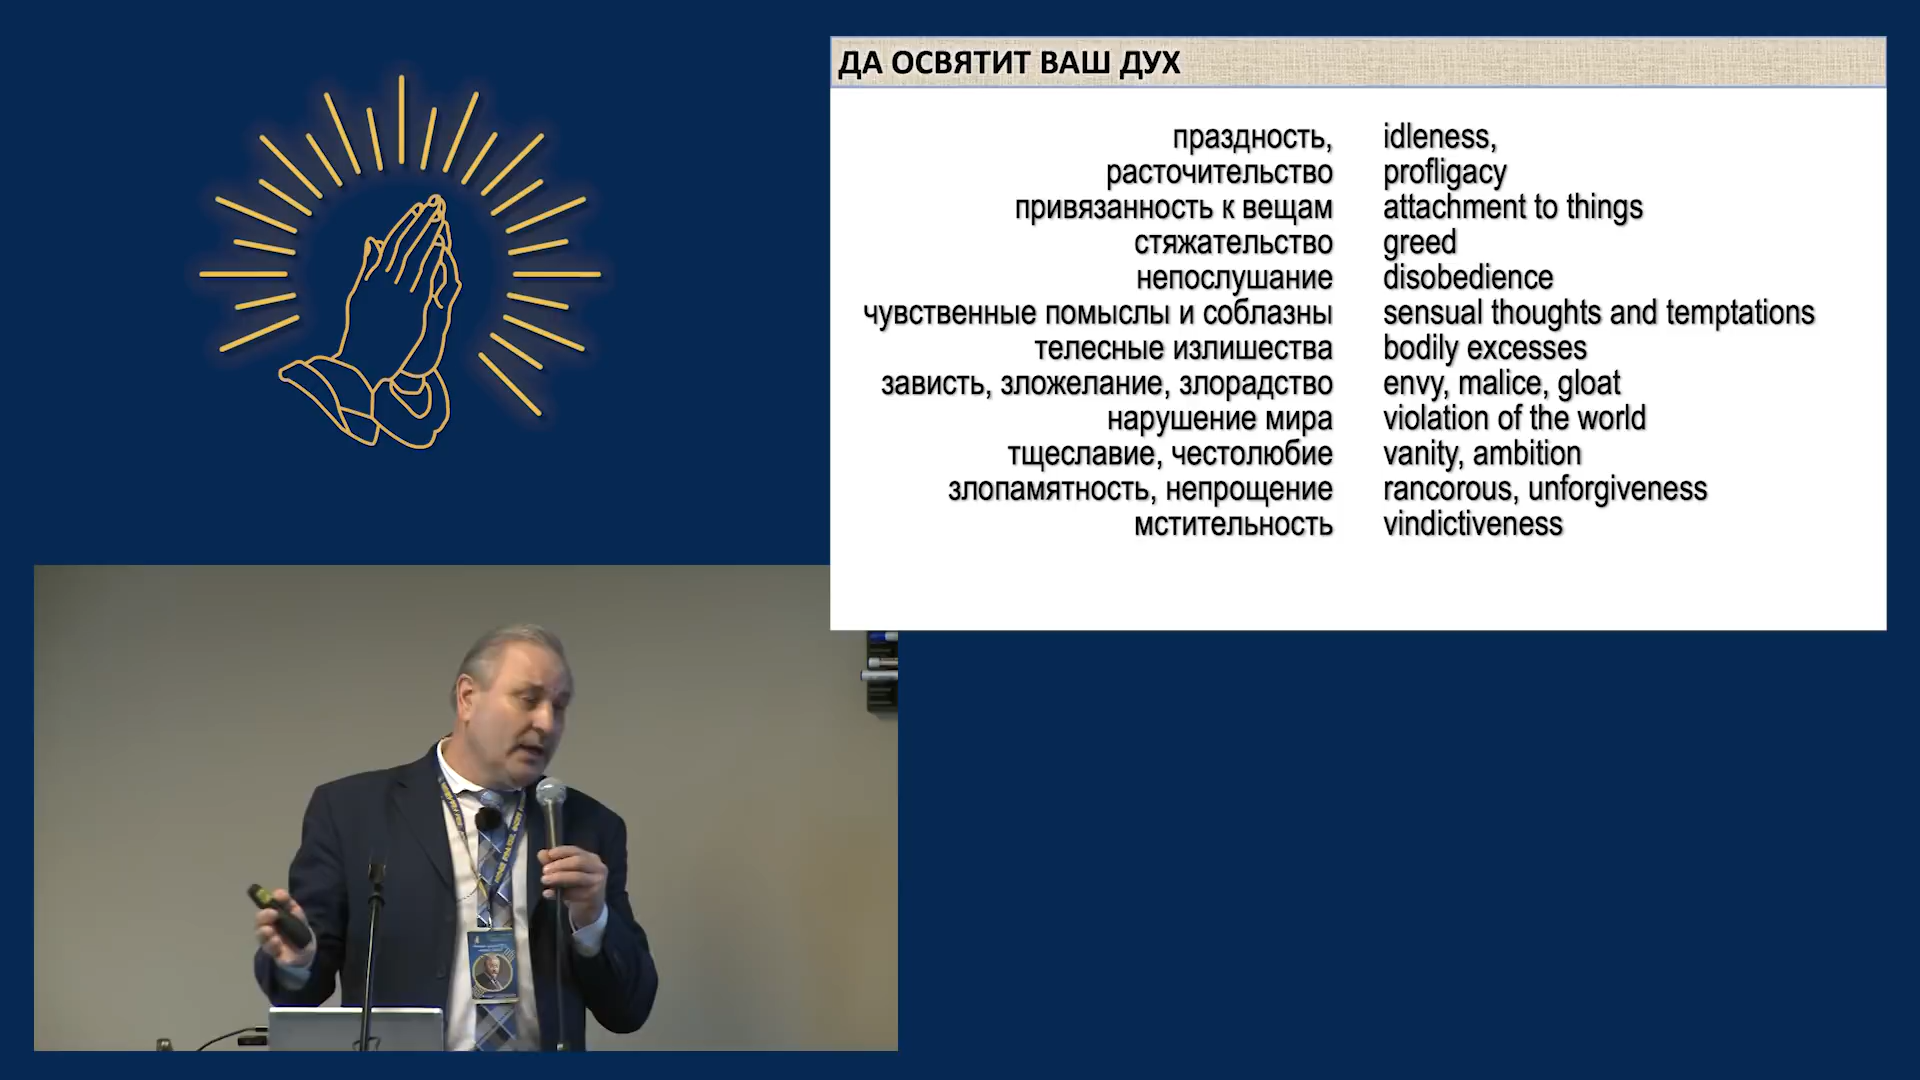 ДА ОСВЯТИТ ВАШ ДУХ
праздность, idleness,
расточительство profligacy
привязанность к вещам attachment to things
стяжательство greed
непослушание disobedience
чувственные помыслы и соблазны sensual thoughts and temptations
телесные излишества bodily excesses
зависть, зложелание, злорадство envy, malice, gloat
нарушение мира violation of the world
тщеславие, честолюбие vanity, ambition
злопамятность, непрощение rancorous, unforgiveness
мстительность vindictiveness